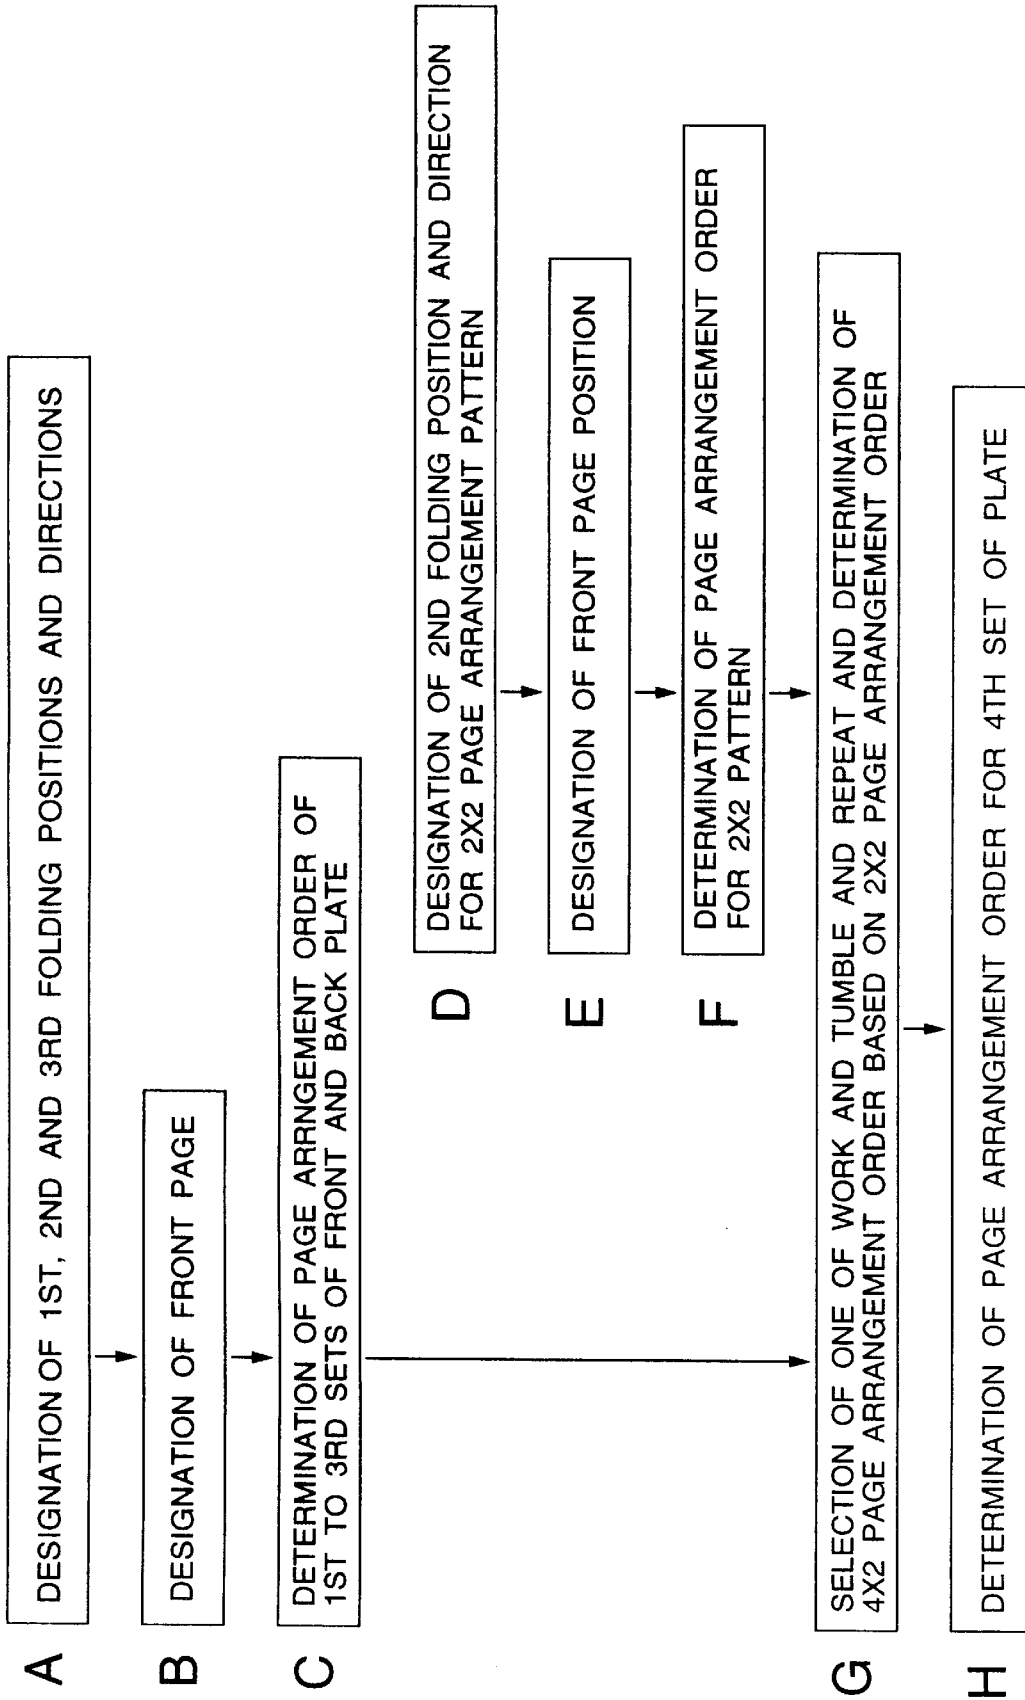 A
DESIGNATION OF 1ST, 2ND AND 3RD FOLDING POSITIONS AND DIRECTIONS
B
DESIGNATION OF FRONT PAGE
C
DETERMINATION OF PAGE ARRNGEMENT ORDER OF
1ST TO 3RD SETS OF FRONT AND BACK PLATE
D
DESIGNATION OF 2ND FOLDING POSITION AND DIRECTION
FOR 2X2 PAGE ARRANGEMENT PATTERN
E
DESIGNATION OF FRONT PAGE POSITION
F
DETERMINATION OF PAGE ARRANGEMENT ORDER
FOR 2X2 PATTERN
G
SELECTION OF ONE OF WORK AND TUMBLE AND REPEAT AND DETERMINATION OF
4X2 PAGE ARRANGEMENT ORDER BASED ON 2X2 PAGE ARRANGEMENT ORDER
H
DETERMINATION OF PAGE ARRANGEMENT ORDER FOR 4TH SET OF PLATE